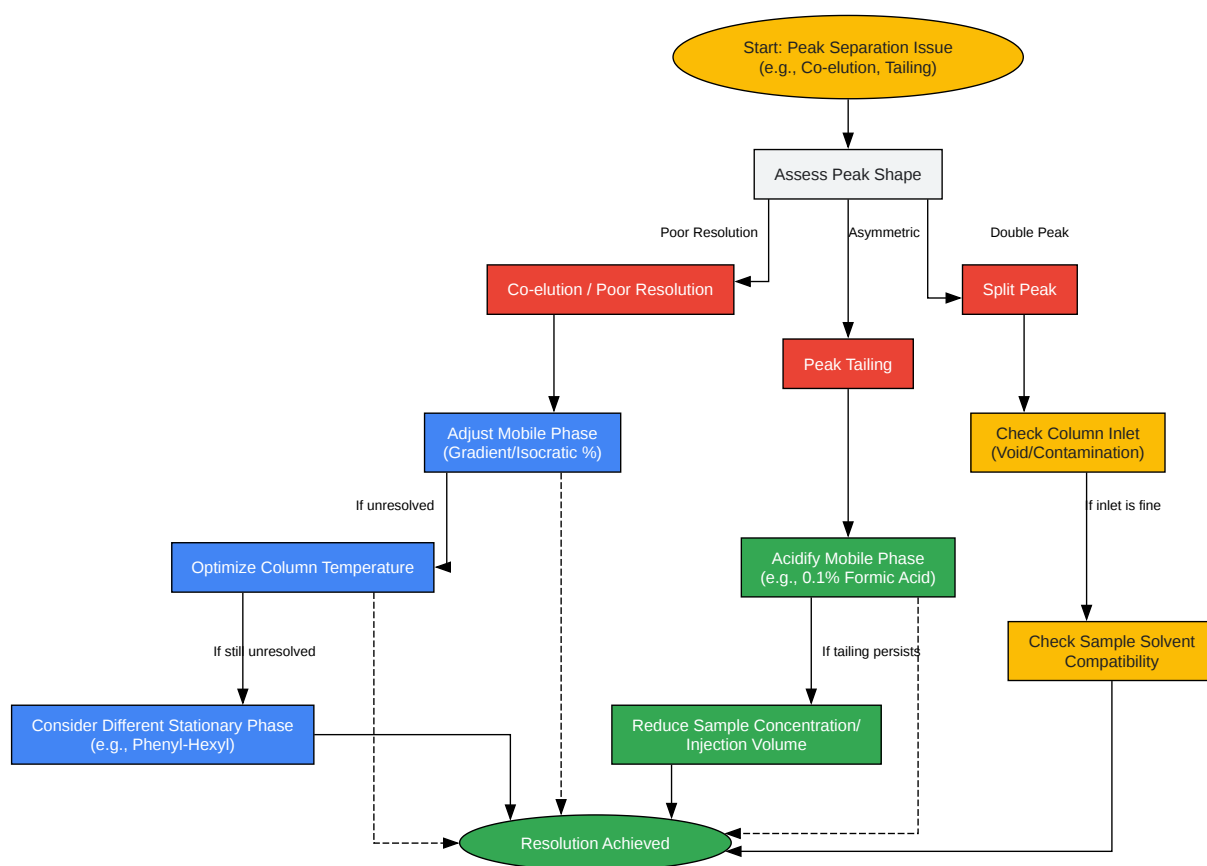 Start: Peak Separation Issue
(e.g., Co-elution, Tailing)
Assess Peak Shape
Poor Resolution
Asymmetric
Double Peak
Co-elution / Poor Resolution
Split Peak
Peak Tailing
Adjust Mobile Phase
(Gradient/Isocratic %)
Check Column Inlet
(Void/Contamination)
If unresolved
If inlet is fine
Optimize Column Temperature
Acidify Mobile Phase
(e.g., 0.1% Formic Acid)
If still unresolved
If tailing persists
Check Sample Solvent
Compatibility
Consider Different Stationary Phase
(e.g., Phenyl-Hexyl)
Reduce Sample Concentration/
Injection Volume
Resolution Achieved